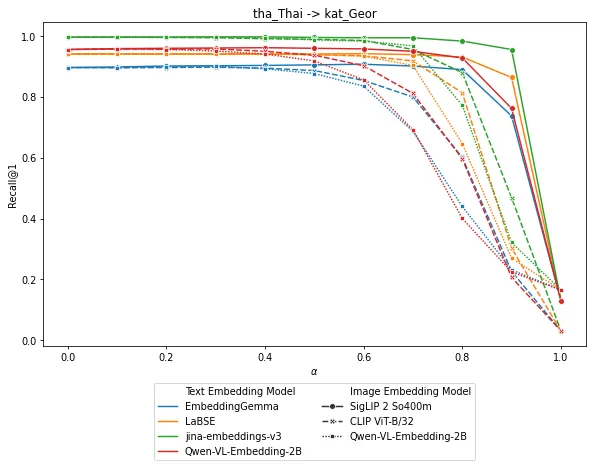 tha_Thai -> kat_Geor
Recall@1
1.0
0.8
0.6
0.4
0.2
0.0
0.0 0.2 0.4 0.6 0.8 1.0
α
Text Embedding Model
EmbeddingGemma
LaBSE
jina-embeddings-v3
Qwen-VL-Embedding-2B
Image Embedding Model
SigLIP 2 So400m
CLIP ViT-B/32
Qwen-VL-Embedding-2B